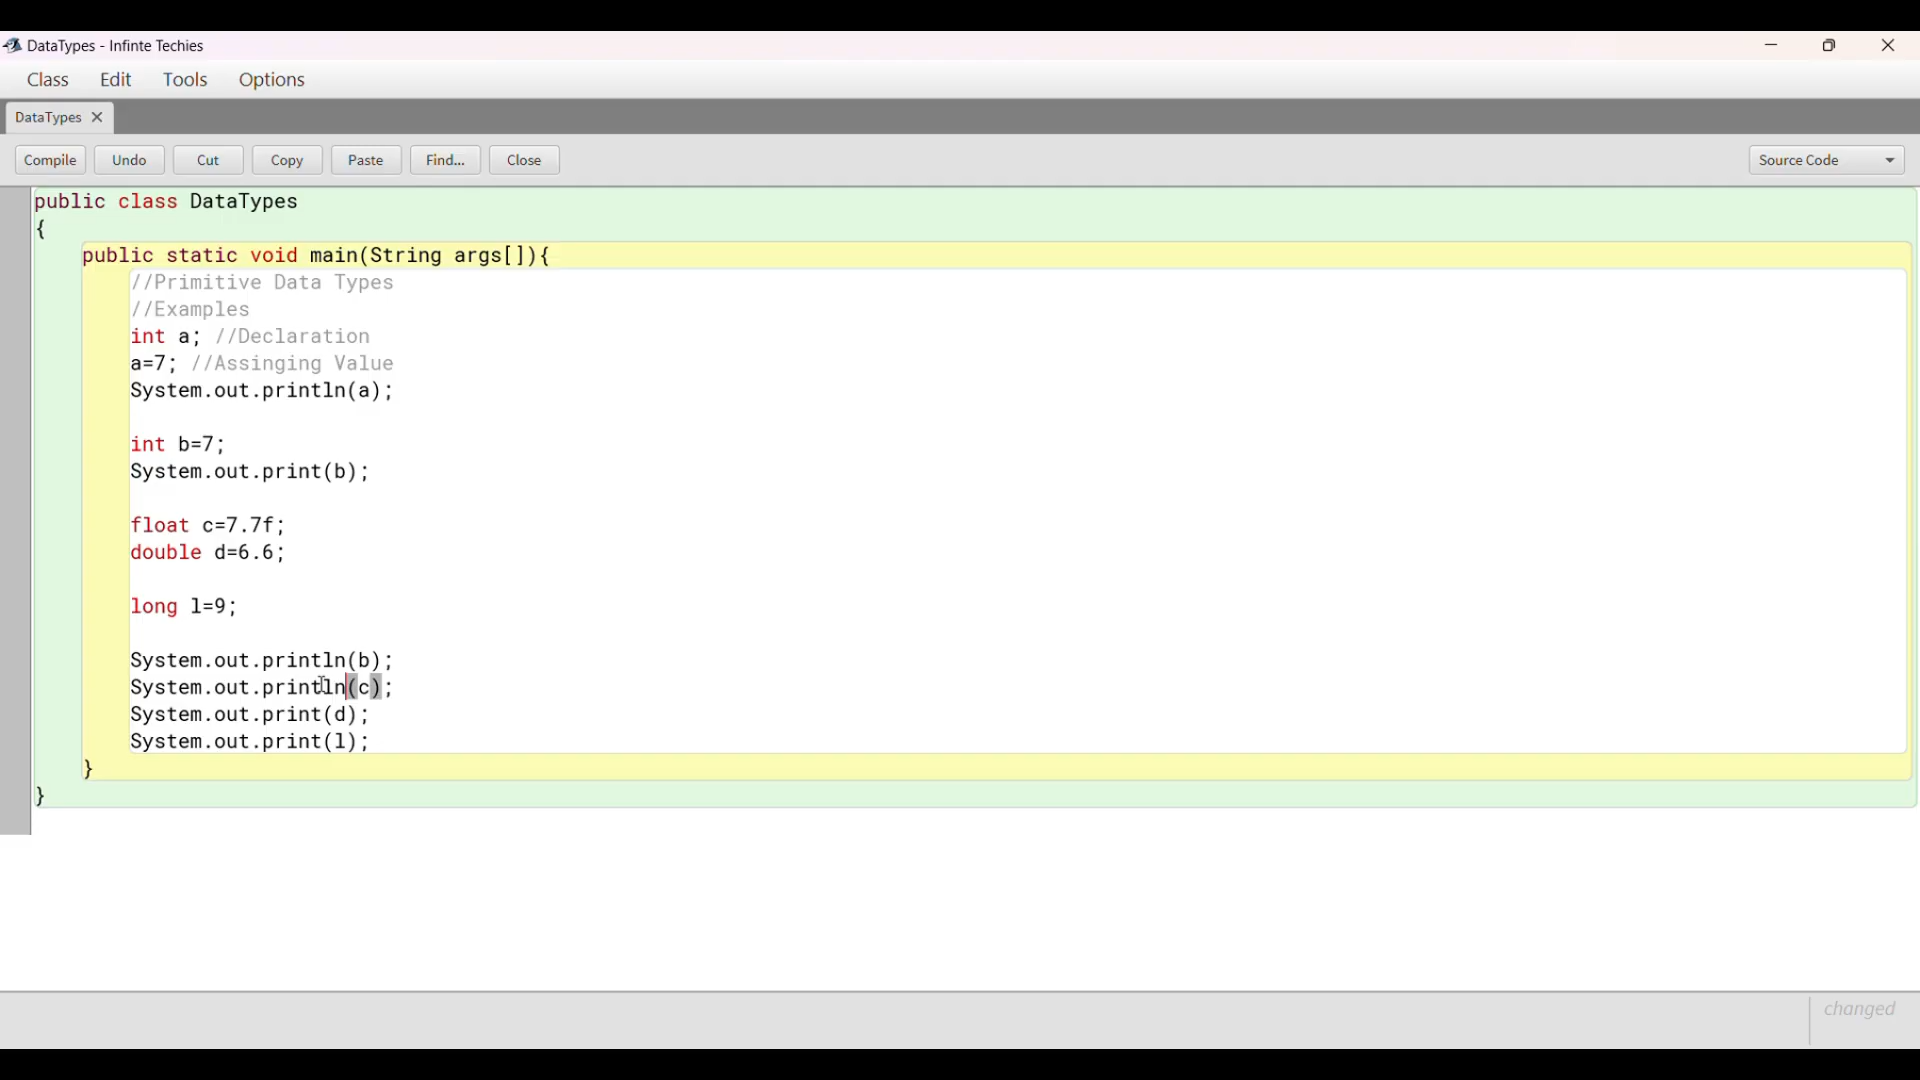 DataTypes - Infinte Techies
Class Edit Tools Options
DataTypes
Compile Undo Cut Copy Paste Find... Close Source Code
public class DataTypes
{
public static void main(String args[]){
//Primitive Data Types
//Examples
int a; //Declaration
a=7; //Assinging Value
System.out.println(a);
int b=7;
System.out.print(b);
float c=7.7f;
double d=6.6;
long l=9;
System.out.println(b);
System.out.println(c);
System.out.print(d);
System.out.print(l);
}
}
changed